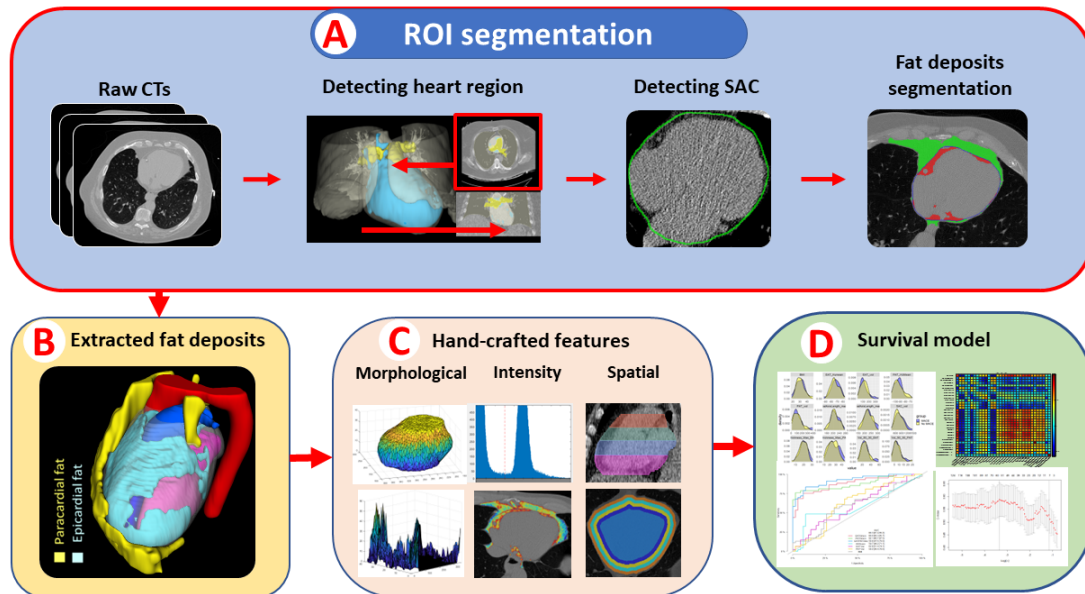 A ROI segmentation
Raw CTs
Detecting heart region
Detecting SAC
Fat deposits
segmentation
B Extracted fat deposits
Paracardial fat
Epicardial fat
C Hand-crafted features
Morphological
Intensity
Spatial
D Survival model
value